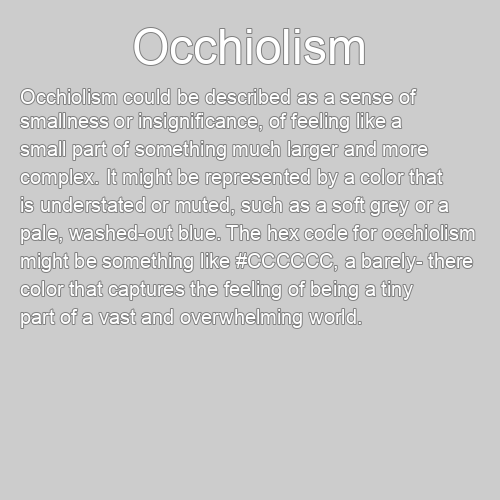 Occhiolism
Occhiolism could be described as a sense of
smallness or insignificance, of feeling like a
small part of something much larger and more
complex. It might be represented by a color that
is understated or muted, such as a soft grey or a
pale, washed-out blue. The hex code for occhiolism
might be something like #CCCCCC, a barely- there
color that captures the feeling of being a tiny
part of a vast and overwhelming world.